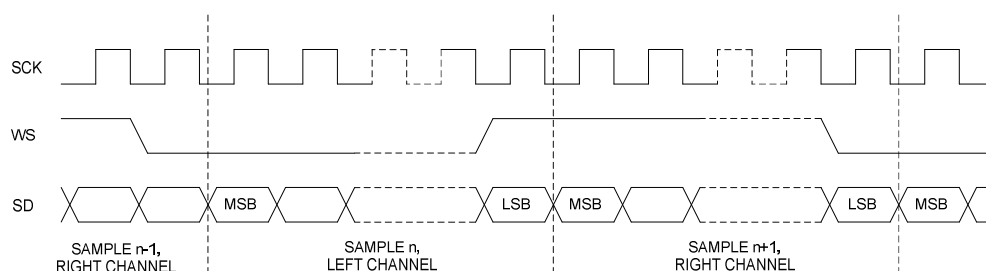 SCK
WS
SD
MSB
LSB
MSB
LSB
MSB
SAMPLE n-1,
RIGHT CHANNEL
SAMPLE n,
LEFT CHANNEL
SAMPLE n+1,
RIGHT CHANNEL